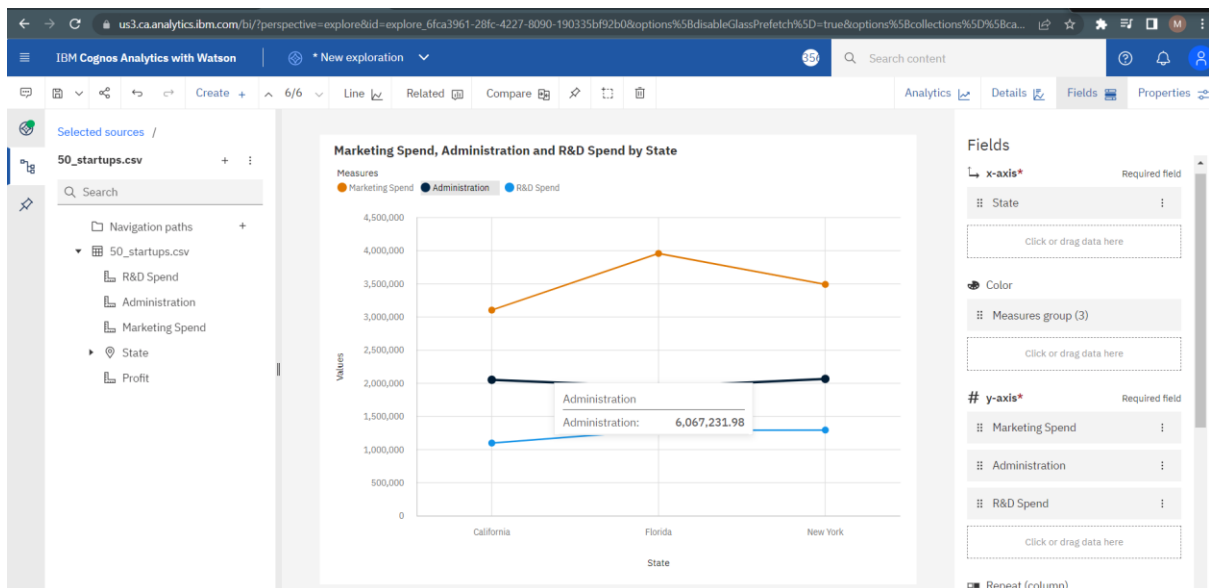 us3.ca.analytics.ibm.com/bi/?perspective=explore&id=explore_6fca3961-28fc-4227-8090-190335bf92b0&options%5BdisableGlassPrefetch%5D=true&options%5Bcollections%5D%5Bca...
M
IBM Cognos Analytics with Watson
* New exploration
Search content
Create +
6/6
Line
Related
Compare
Analytics
Details
Fields
Properties
Selected sources /
50_startups.csv
Search
Navigation paths
50_startups.csv
R&D Spend
Administration
Marketing Spend
State
Profit
Marketing Spend, Administration and R&D Spend by State
Measures
Marketing Spend Administration R&D Spend
Values
4,500,000
4,000,000
3,500,000
3,000,000
2,500,000
2,000,000
1,500,000
1,000,000
500,000
0
Administration
Administration: 6,067,231.98
California Florida New York
State
Fields
x-axis* Required field
State
Click or drag data here
Color
Measures group (3)
Click or drag data here
# y-axis* Required field
Marketing Spend
Administration
R&D Spend
Click or drag data here
Repeat (column)